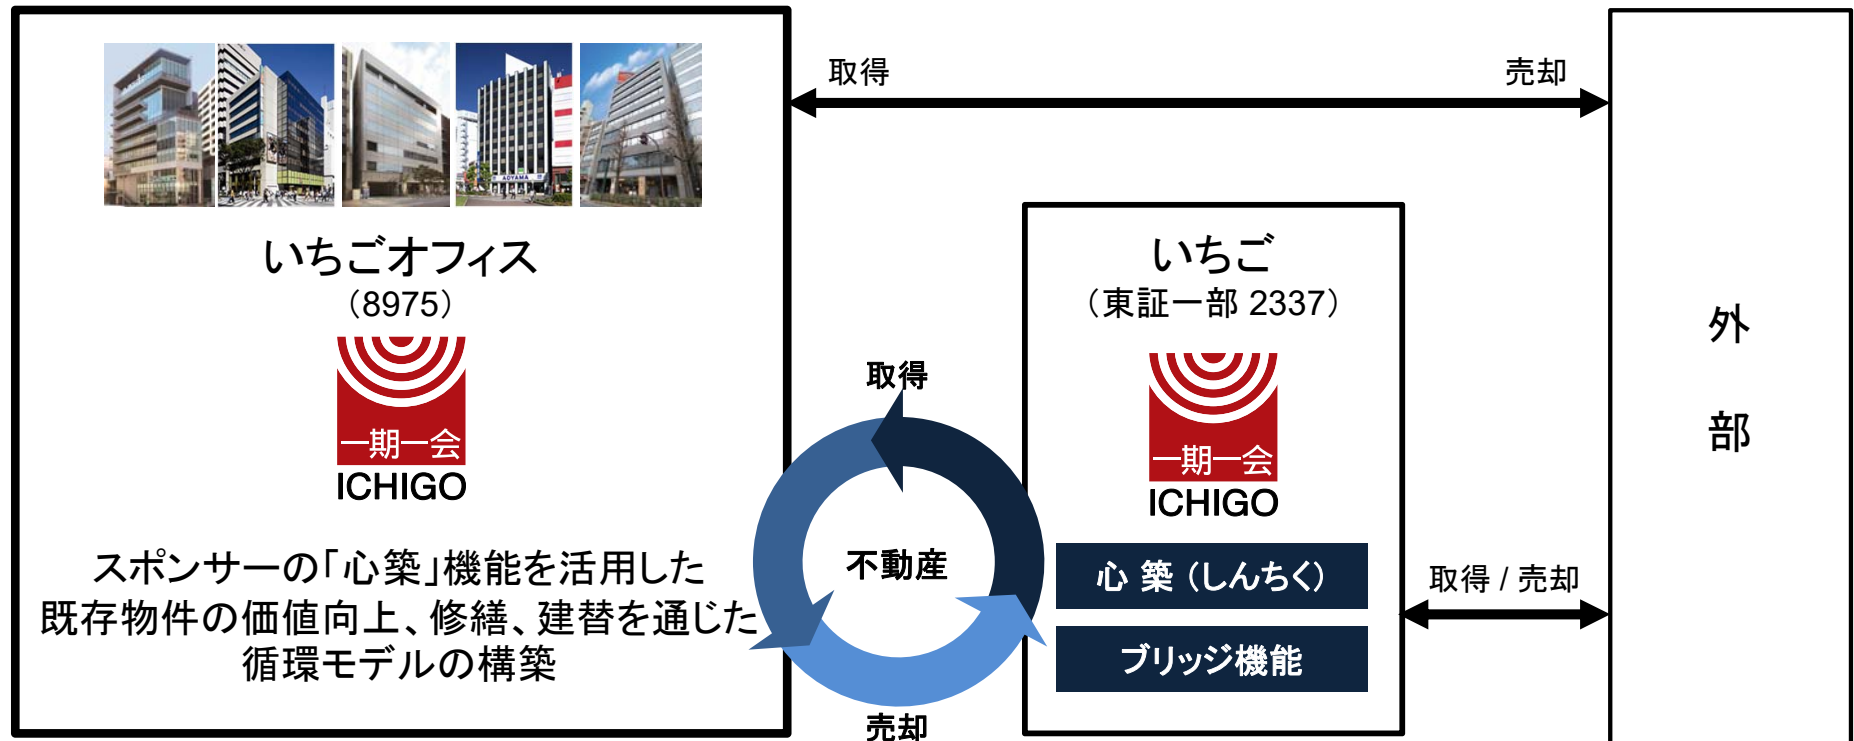 AOYAMA
いちごオフィス
（8975）
一期一会
ICHIGO
スポンサーの「心築」機能を活用した
既存物件の価値向上、修繕、建替を通じた
循環モデルの構築
取得
売却
取得
不動産
売却
いちご
（東証一部 2337）
一期一会
ICHIGO
心 築 （しんちく）
ブリッジ機能
取得 / 売却
外
部